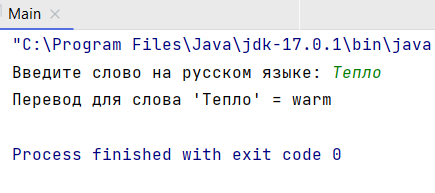 Main
"C:\Program Files\Java\jdk-17.0.1\bin\java
Введите слово на русском языке: Тепло
Перевод для слова 'Тепло' = warm
Process finished with exit code 0